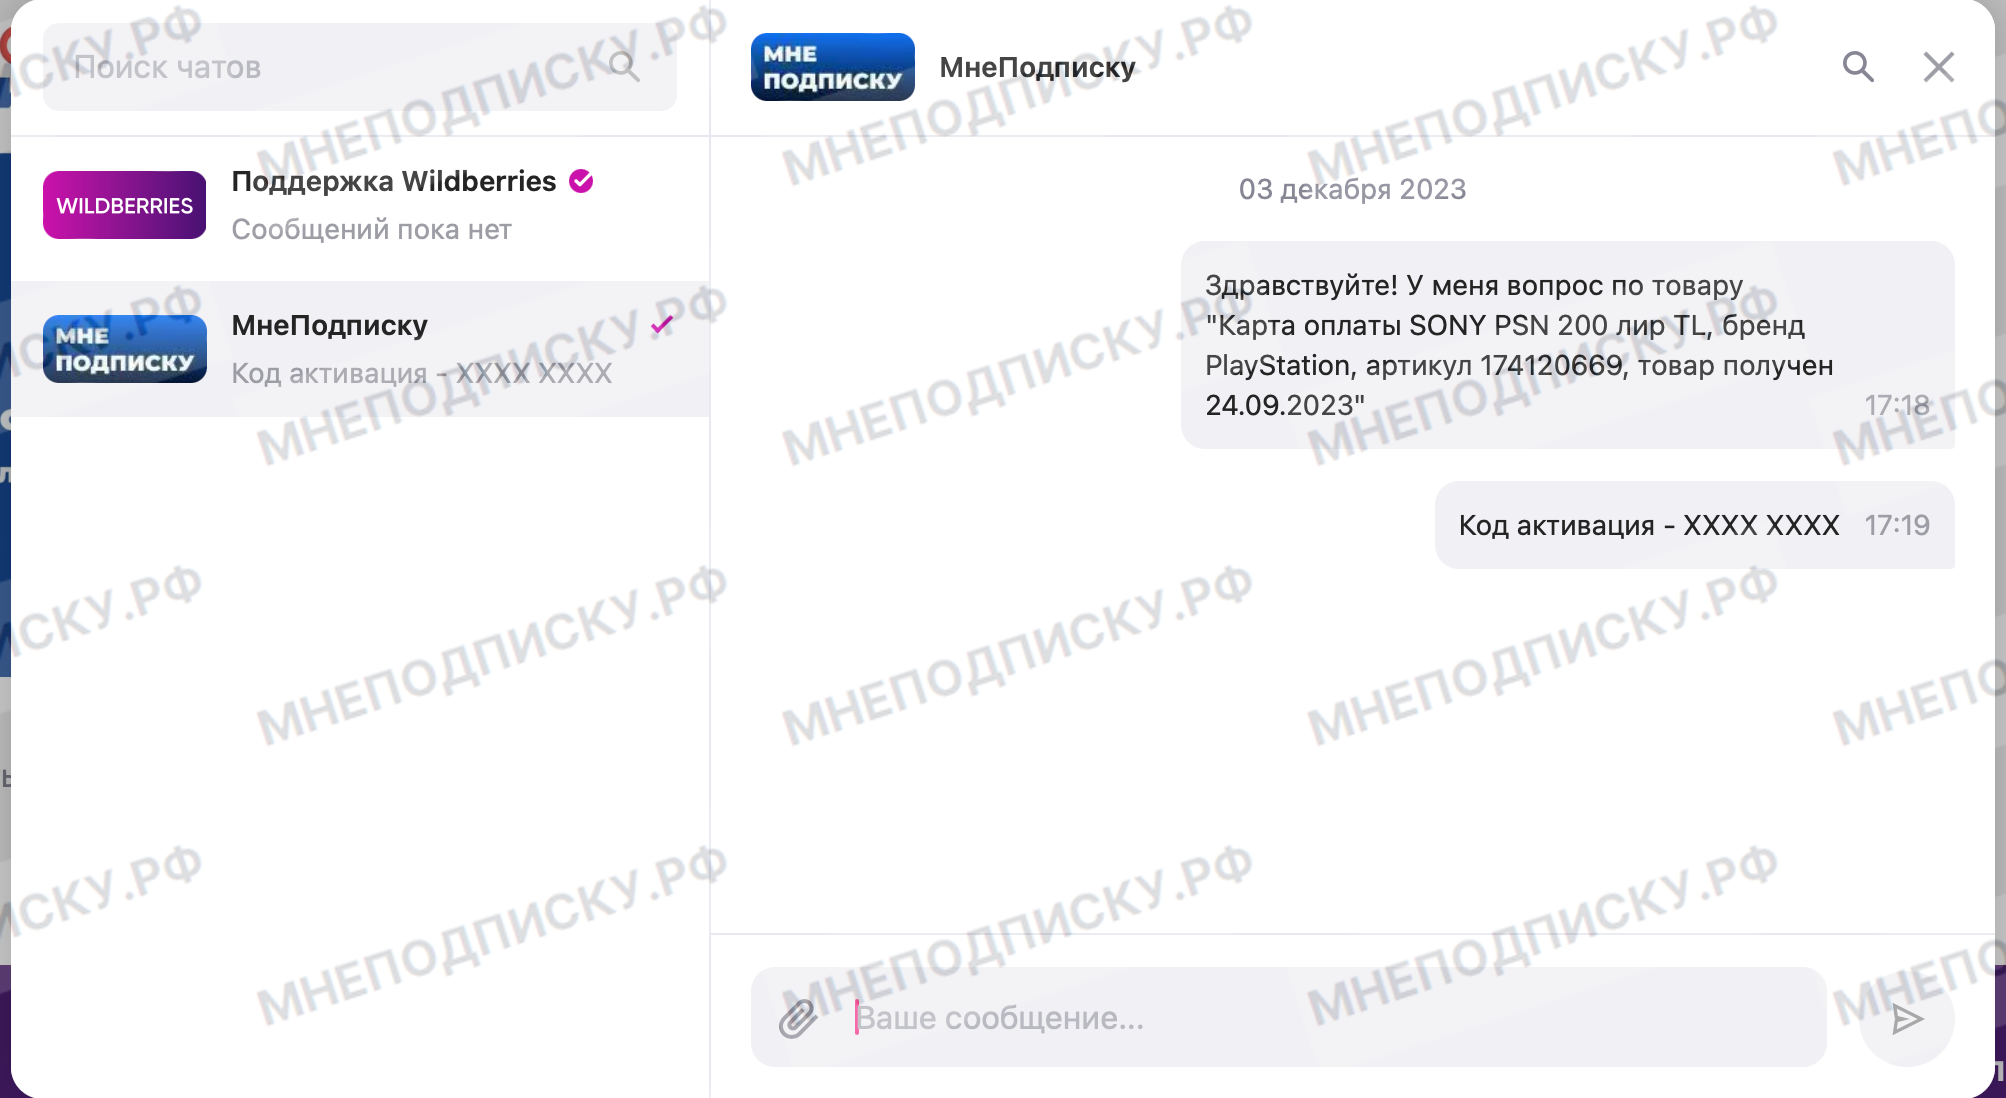 Поиск чатов
WILDBERRIES
Поддержка Wildberries
Сообщений пока нет
МНЕ
ПОДПИСКУ
МнеПодписку
Код активация - XXXX XXXX
МНЕ
ПОДПИСКУ
МнеПодписку
03 декабря 2023
Здравствуйте! У меня вопрос по товару
"Карта оплаты SONY PSN 200 лир TL, бренд
PlayStation, артикул 174120669, товар получен
24.09.2023"
17:18
Код активация - XXXX XXXX 17:19
Ваше сообщение...
МНЕПОДПИСКУ.РФ